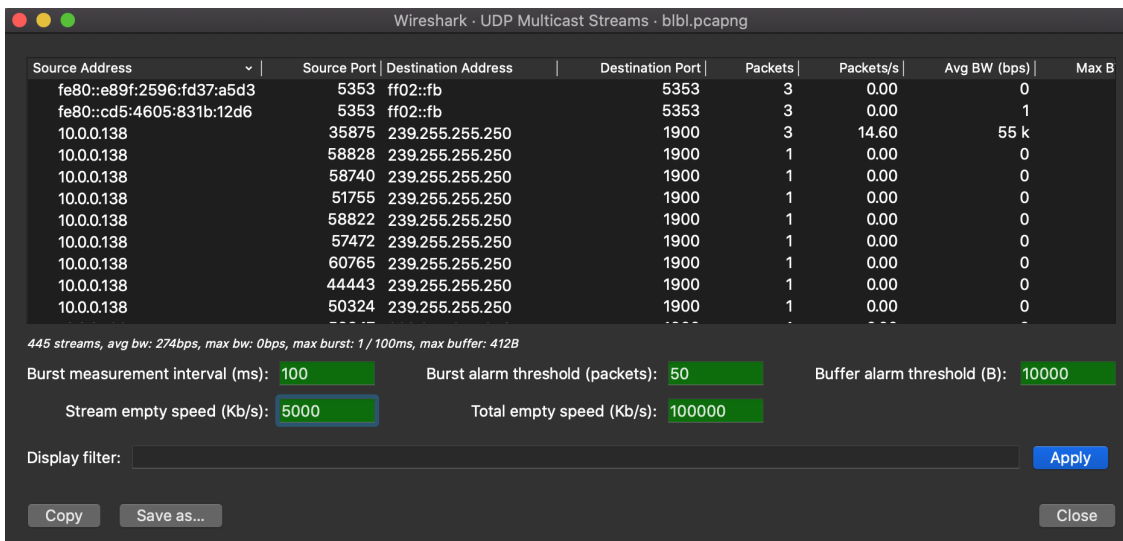 Wireshark · UDP Multicast Streams · blbl.pcapng
Source Address Source Port Destination Address Destination Port Packets Packets/s Avg BW (bps) Max B
fe80::e89f:2596:fd37:a5d3 5353 ff02::fb 5353 3 0.00 0
fe80::cd5:4605:831b:12d6 5353 ff02::fb 5353 3 0.00 1
10.0.0.138 35875 239.255.255.250 1900 3 14.60 55 k
10.0.0.138 58828 239.255.255.250 1900 1 0.00 0
10.0.0.138 58740 239.255.255.250 1900 1 0.00 0
10.0.0.138 51755 239.255.255.250 1900 1 0.00 0
10.0.0.138 58822 239.255.255.250 1900 1 0.00 0
10.0.0.138 57472 239.255.255.250 1900 1 0.00 0
10.0.0.138 60765 239.255.255.250 1900 1 0.00 0
10.0.0.138 44443 239.255.255.250 1900 1 0.00 0
10.0.0.138 50324 239.255.255.250 1900 1 0.00 0
445 streams, avg bw: 274bps, max bw: 0bps, max burst: 1 / 100ms, max buffer: 412B
Burst measurement interval (ms): 100 Burst alarm threshold (packets): 50 Buffer alarm threshold (B): 10000
Stream empty speed (Kb/s): 5000 Total empty speed (Kb/s): 100000
Display filter: Apply
Copy Save as... Close